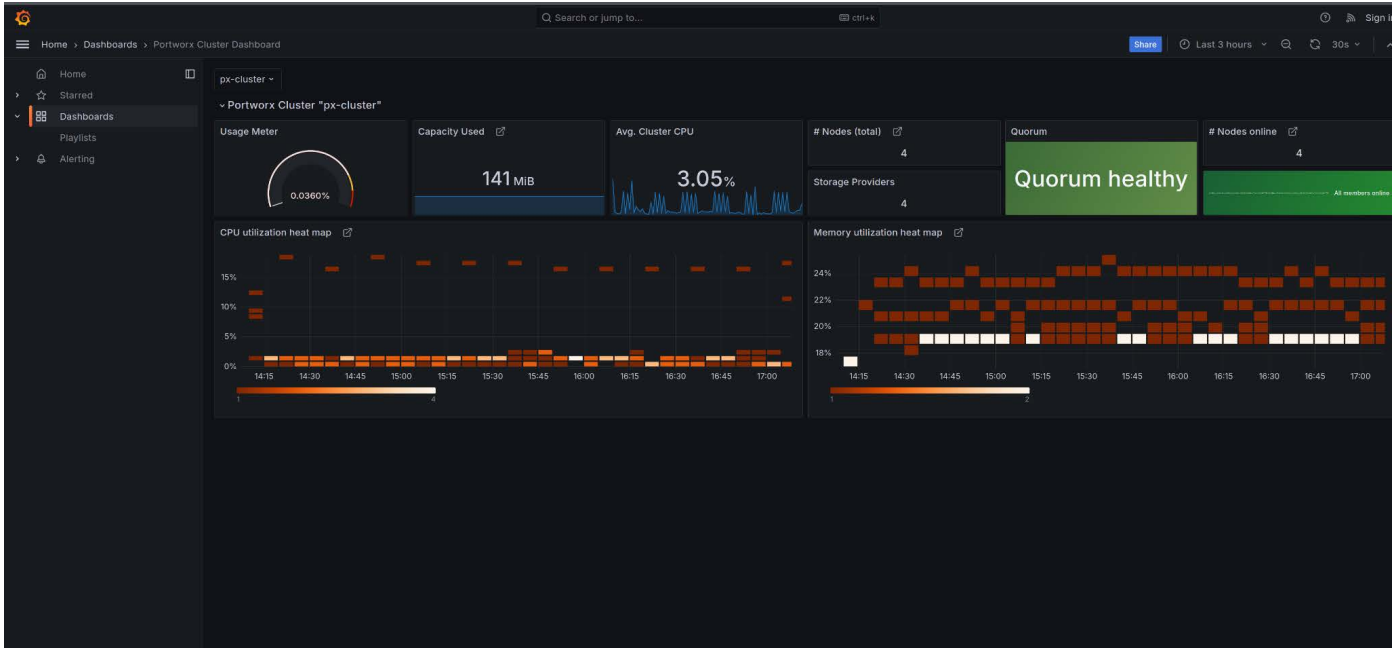 Search or jump to...
ctrl+k
Sign in
Home › Dashboards › Portworx Cluster Dashboard
Share
Last 3 hours
30s
Home
Starred
Dashboards
Playlists
Alerting
px-cluster
Portworx Cluster "px-cluster"
Usage Meter
0.0360%
Capacity Used
141 MiB
Avg. Cluster CPU
3.05%
# Nodes (total)
4
Storage Providers
4
Quorum
Quorum healthy
# Nodes online
4
All members online
CPU utilization heat map
15%
10%
5%
0%
14:15 14:30 14:45 15:00 15:15 15:30 15:45 16:00 16:15 16:30 16:45 17:00
1 4
Memory utilization heat map
24%
22%
20%
18%
14:15 14:30 14:45 15:00 15:15 15:30 15:45 16:00 16:15 16:30 16:45 17:00
1 2